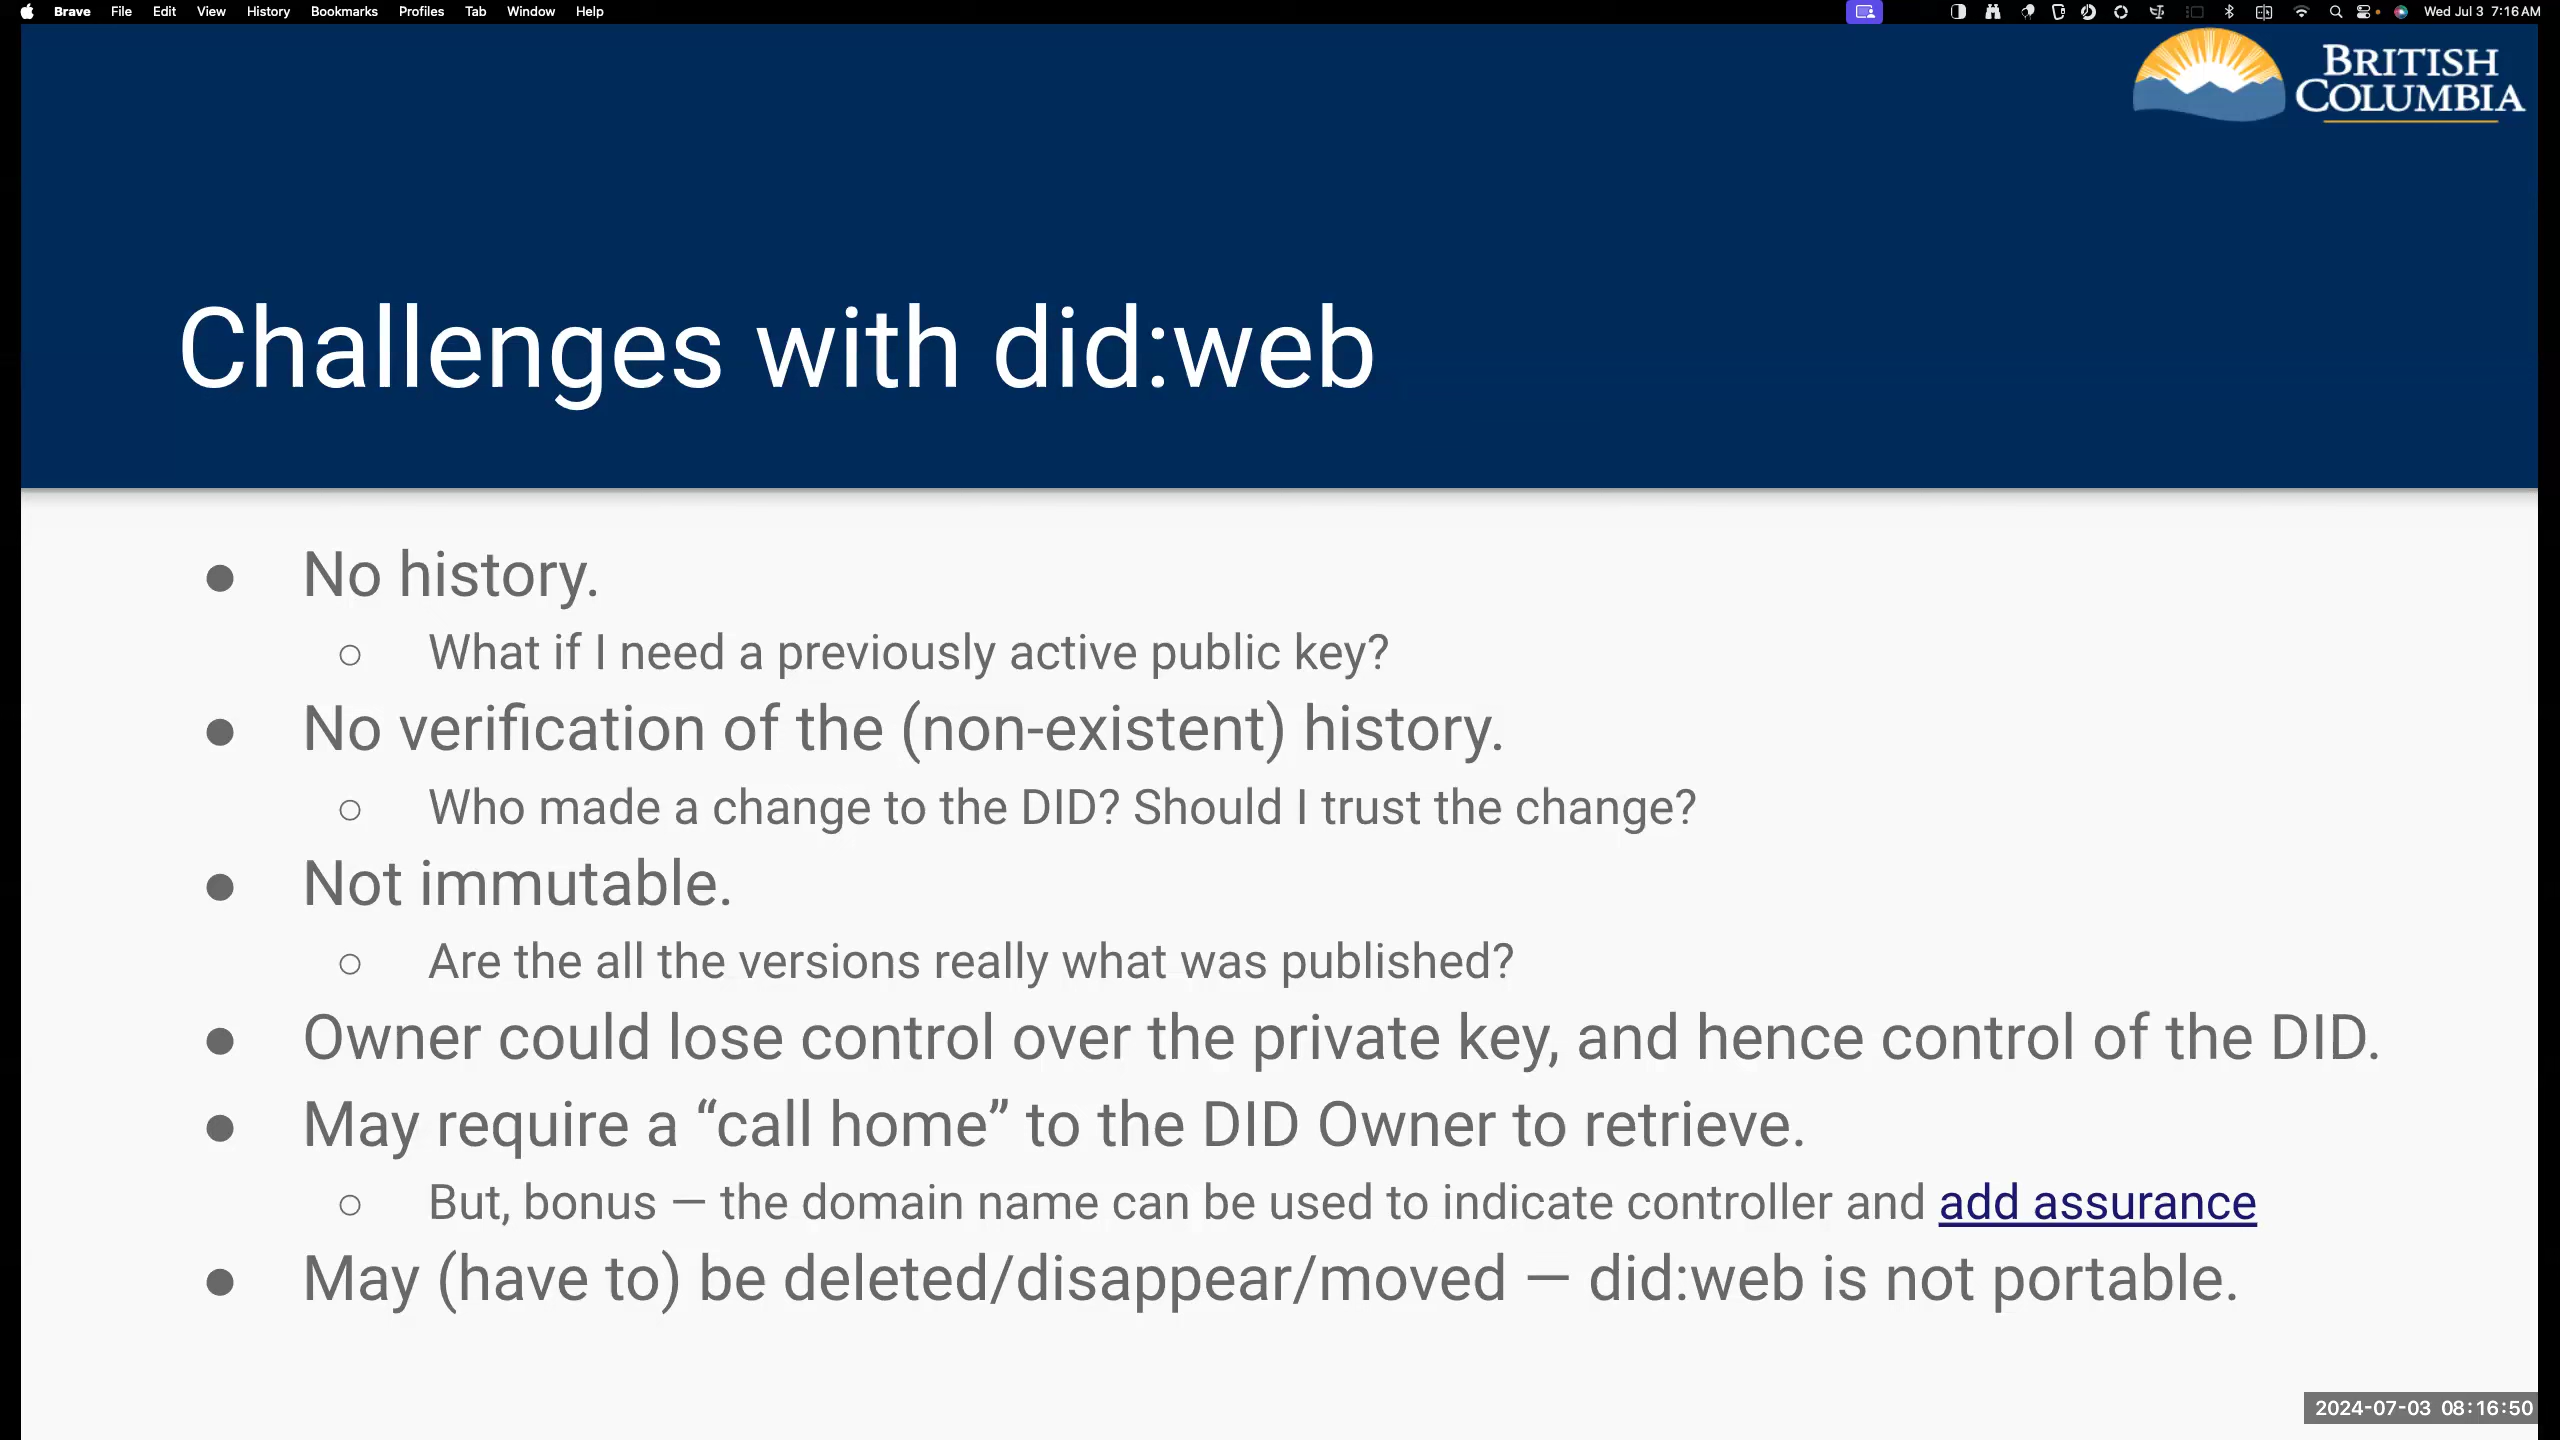 Brave File Edit View History Bookmarks Profiles Tab Window Help Wed Jul 3 7:16 AM
BRITISH
COLUMBIA
Challenges with did:web
● No history.
○ What if I need a previously active public key?
● No verification of the (non-existent) history.
○ Who made a change to the DID? Should I trust the change?
● Not immutable.
○ Are the all the versions really what was published?
● Owner could lose control over the private key, and hence control of the DID.
● May require a “call home” to the DID Owner to retrieve.
○ But, bonus — the domain name can be used to indicate controller and add assurance
● May (have to) be deleted/disappear/moved — did:web is not portable.
2024-07-03 08:16:50